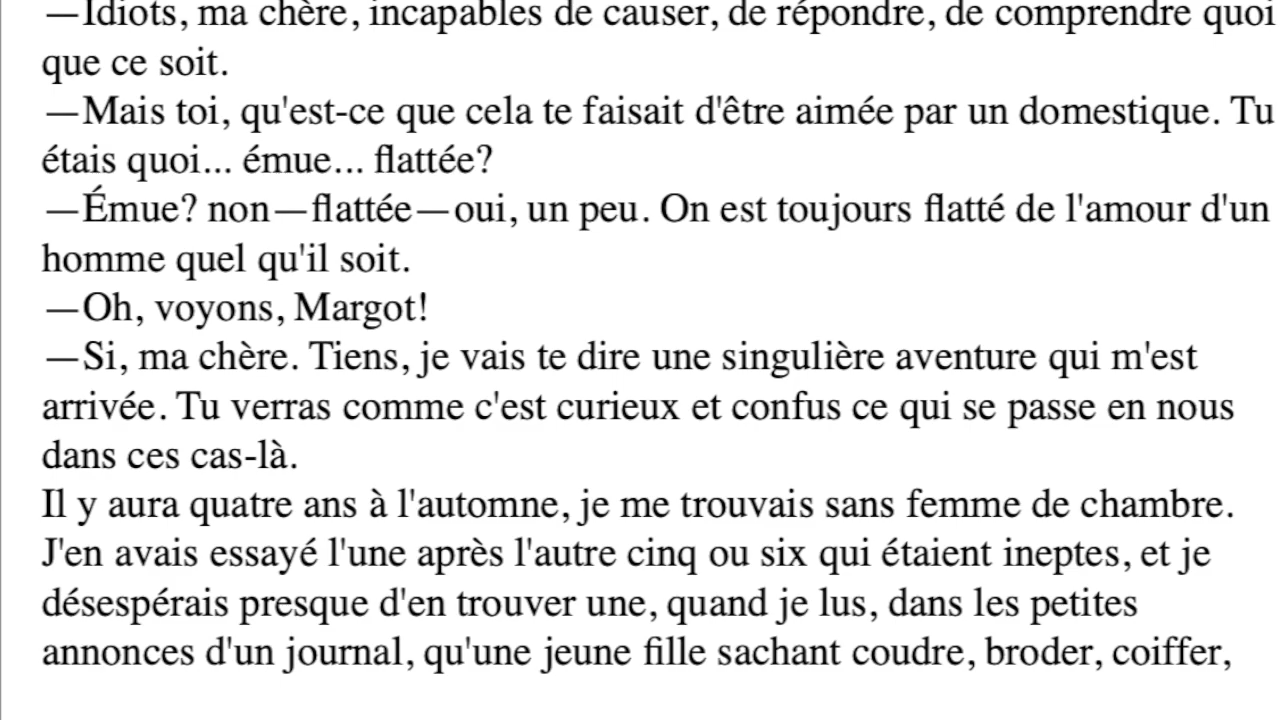 —Idiots, ma chère, incapables de causer, de répondre, de comprendre quoi
que ce soit.
—Mais toi, qu'est-ce que cela te faisait d'être aimée par un domestique. Tu
étais quoi... émue... flattée?
—Émue? non—flattée—oui, un peu. On est toujours flatté de l'amour d'un
homme quel qu'il soit.
—Oh, voyons, Margot!
—Si, ma chère. Tiens, je vais te dire une singulière aventure qui m'est
arrivée. Tu verras comme c'est curieux et confus ce qui se passe en nous
dans ces cas-là.
Il y aura quatre ans à l'automne, je me trouvais sans femme de chambre.
J'en avais essayé l'une après l'autre cinq ou six qui étaient ineptes, et je
désespérais presque d'en trouver une, quand je lus, dans les petites
annonces d'un journal, qu'une jeune fille sachant coudre, broder, coiffer,